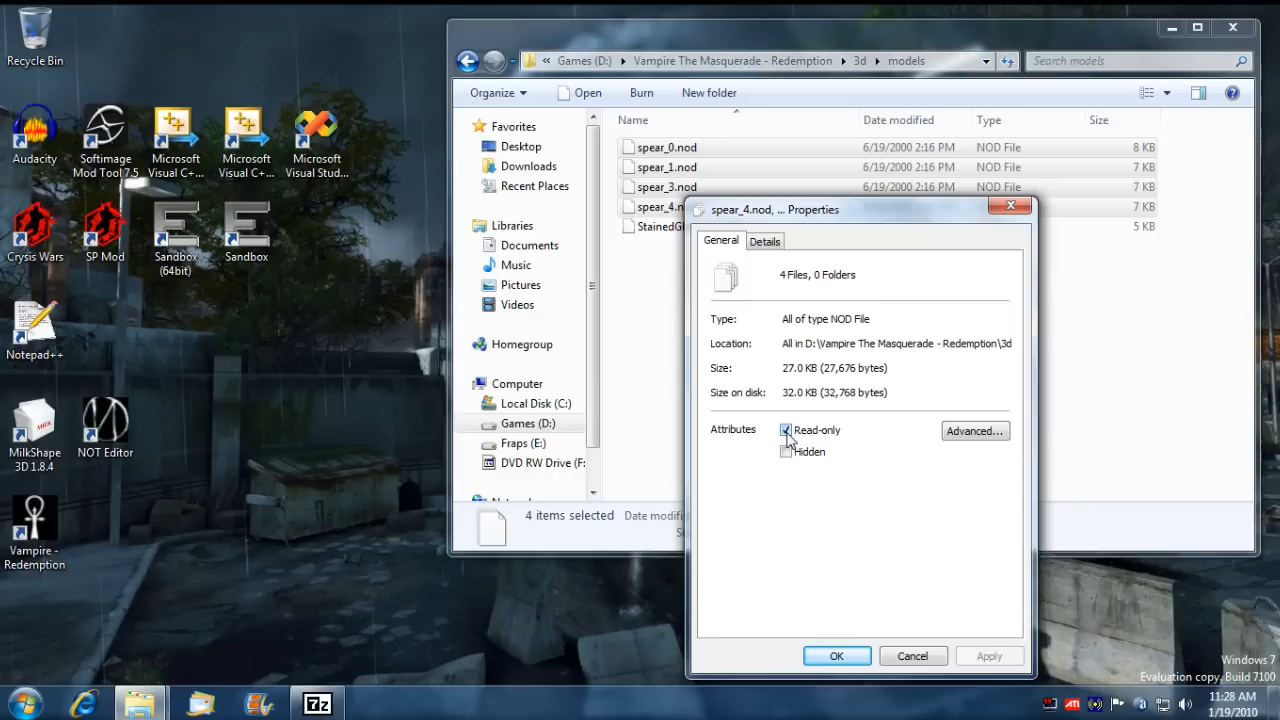 Recycle Bin
Audacity
Softimage
Mod Tool 7.5
Microsoft
Visual C+...
Microsoft
Visual C+...
Microsoft
Visual Stud...
Crysis Wars
SP Mod
Sandbox
(64bit)
Sandbox
Notepad++
MILK
MilkShape
3D 1.8.4
NOT Editor
Vampire -
Redemption
« Games (D:) Vampire The Masquerade - Redemption 3d models
Search models
Organize Open Burn New folder
Name Date modified Type Size
Favorites
Desktop
Downloads
Recent Places
Libraries
Documents
Music
Pictures
Videos
Homegroup
Computer
Local Disk (C:)
Games (D:)
Fraps (E:)
DVD RW Drive (F:
spear_0.nod 6/19/2000 2:16 PM NOD File 8 KB
spear_1.nod 6/19/2000 2:16 PM NOD File 7 KB
spear_3.nod 6/19/2000 2:16 PM NOD File 7 KB
spear_4.n 7 KB
StainedGl 5 KB
4 items selected Date modifi
spear_4.nod, ... Properties
General Details
4 Files, 0 Folders
Type: All of type NOD File
Location: All in D:\Vampire The Masquerade - Redemption\3d
Size: 27.0 KB (27,676 bytes)
Size on disk: 32.0 KB (32,768 bytes)
Attributes Read-only Advanced...
Hidden
OK Cancel Apply
Windows 7
Evaluation copy. Build 7100
7z
ATI
11:28 AM
1/19/2010